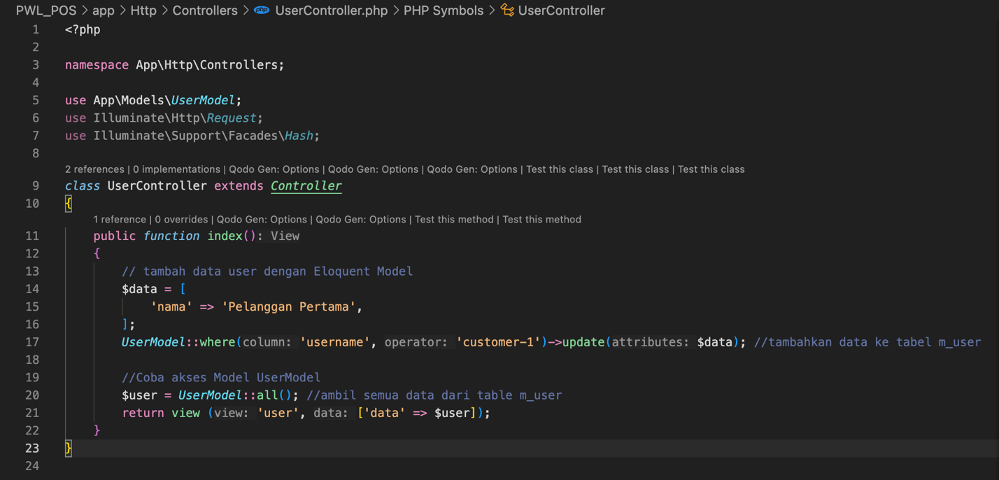 PWL_POS > app > Http > Controllers > php UserController.php > PHP Symbols > UserController
1 <?php
2
3 namespace App\Http\Controllers;
4
5 use App\Models\UserModel;
6 use Illuminate\Http\Request;
7 use Illuminate\Support\Facades\Hash;
8
2 references | 0 implementations | Qodo Gen: Options | Qodo Gen: Options | Qodo Gen: Options | Test this class | Test this class | Test this class
9 class UserController extends Controller
10 {
1 reference | 0 overrides | Qodo Gen: Options | Qodo Gen: Options | Test this method | Test this method
11 public function index(): View
12 {
13 // tambah data user dengan Eloquent Model
14 $data = [
15 'nama' => 'Pelanggan Pertama',
16 ];
17 UserModel::where(column: 'username', operator: 'customer-1')->update(attributes: $data); //tambahkan data ke tabel m_user
18
19 //Coba akses Model UserModel
20 $user = UserModel::all(); //ambil semua data dari table m_user
21 return view (view: 'user', data: ['data' => $user]);
22 }
23 }
24